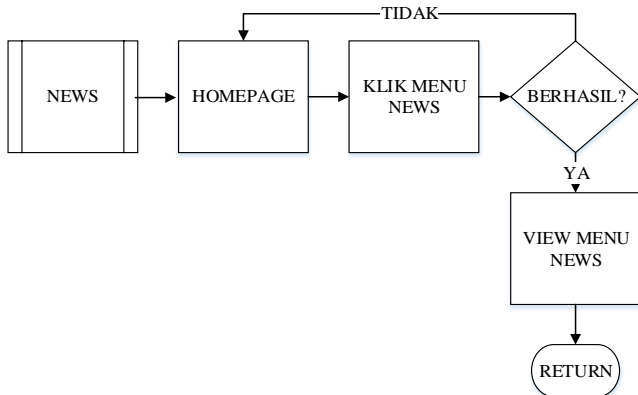 TIDAK
NEWS
HOMEPAGE
KLIK MENU
NEWS
BERHASIL?
YA
VIEW MENU
NEWS
RETURN